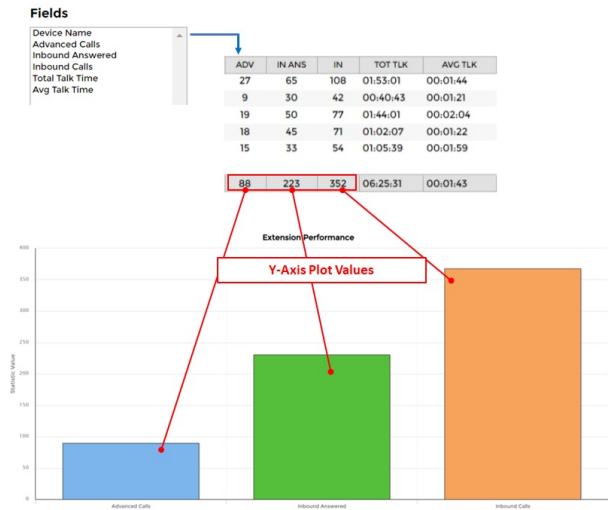 Fields
Device Name
Advanced Calls
Inbound Answered
Inbound Calls
Total Talk Time
Avg Talk Time
ADV IN ANS IN TOT TLK AVG TLK
27 65 108 01:53:01 00:01:44
9 30 42 00:40:43 00:01:21
19 50 77 01:44:01 00:02:04
18 45 71 01:02:07 00:01:22
15 33 54 01:05:39 00:01:59
88 223 352 06:25:31 00:01:43
Extension Performance
Y-Axis Plot Values
Statistic Value
400
350
300
250
200
150
100
50
0
Advanced Calls Inbound Answered Inbound Calls